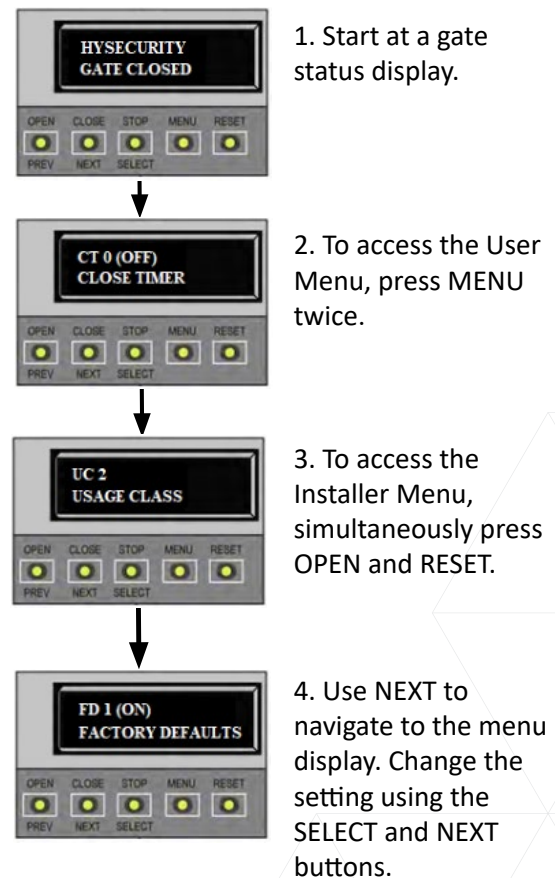 HYSECURITY
GATE CLOSED
OPEN CLOSE STOP MENU RESET
PREV NEXT SELECT
1. Start at a gate
status display.
CT 0 (OFF)
CLOSE TIMER
OPEN CLOSE STOP MENU RESET
PREV NEXT SELECT
2. To access the User
Menu, press MENU
twice.
UC 2
USAGE CLASS
OPEN CLOSE STOP MENU RESET
PREV NEXT SELECT
3. To access the
Installer Menu,
simultaneously press
OPEN and RESET.
FD 1 (ON)
FACTORY DEFAULTS
OPEN CLOSE STOP MENU RESET
PREV NEXT SELECT
4. Use NEXT to
navigate to the menu
display. Change the
setting using the
SELECT and NEXT
buttons.